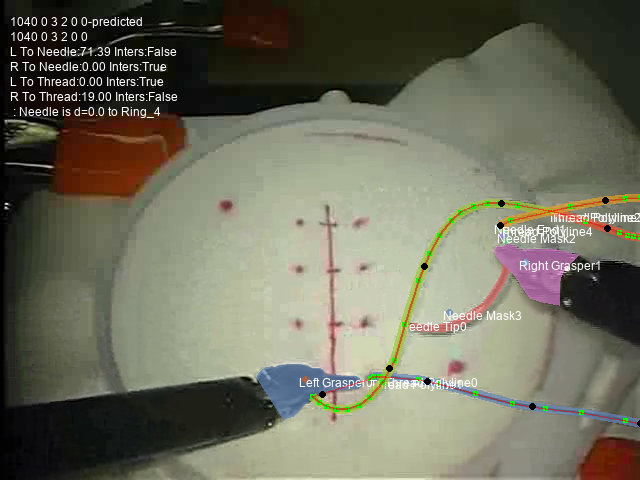 1040 0 3 2 0 0-predicted
1040 0 3 2 0 0
L To Needle:71.39 Inters:False
R To Needle:0.00 Inters:True
L To Thread:0.00 Inters:True
R To Thread:19.00 Inters:False
: Needle is d=0.0 to Ring_4
Needle End1
Needle Mask2
Right Grasper1
Needle Mask3
Needle Tip0
Left Grasper0